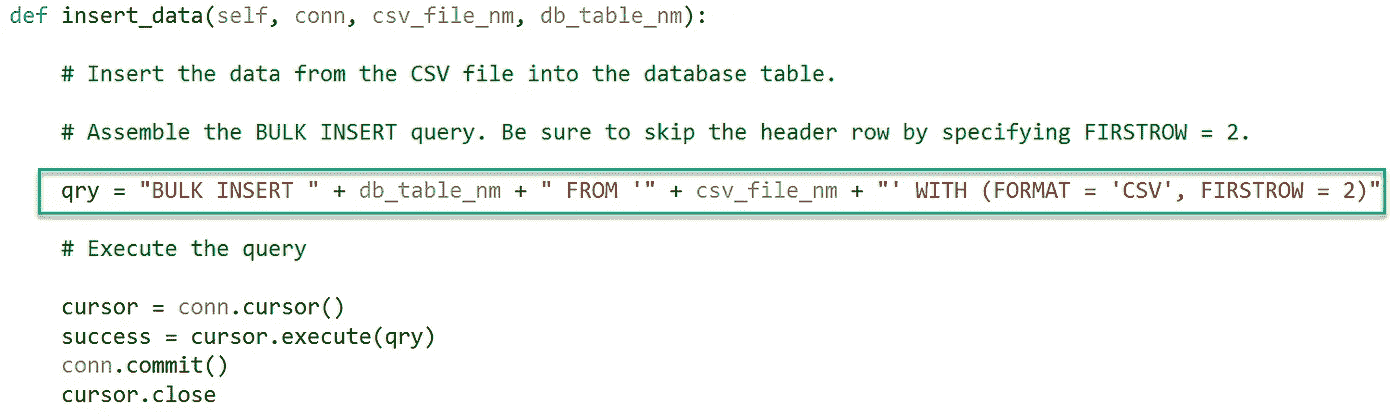 def insert_data(self, conn, csv_file_nm, db_table_nm):
# Insert the data from the CSV file into the database table.
# Assemble the BULK INSERT query. Be sure to skip the header row by specifying FIRSTROW = 2.
qry = "BULK INSERT " + db_table_nm + " FROM '" + csv_file_nm + "' WITH (FORMAT = 'CSV', FIRSTROW = 2)"
# Execute the query
cursor = conn.cursor()
success = cursor.execute(qry)
conn.commit()
cursor.close